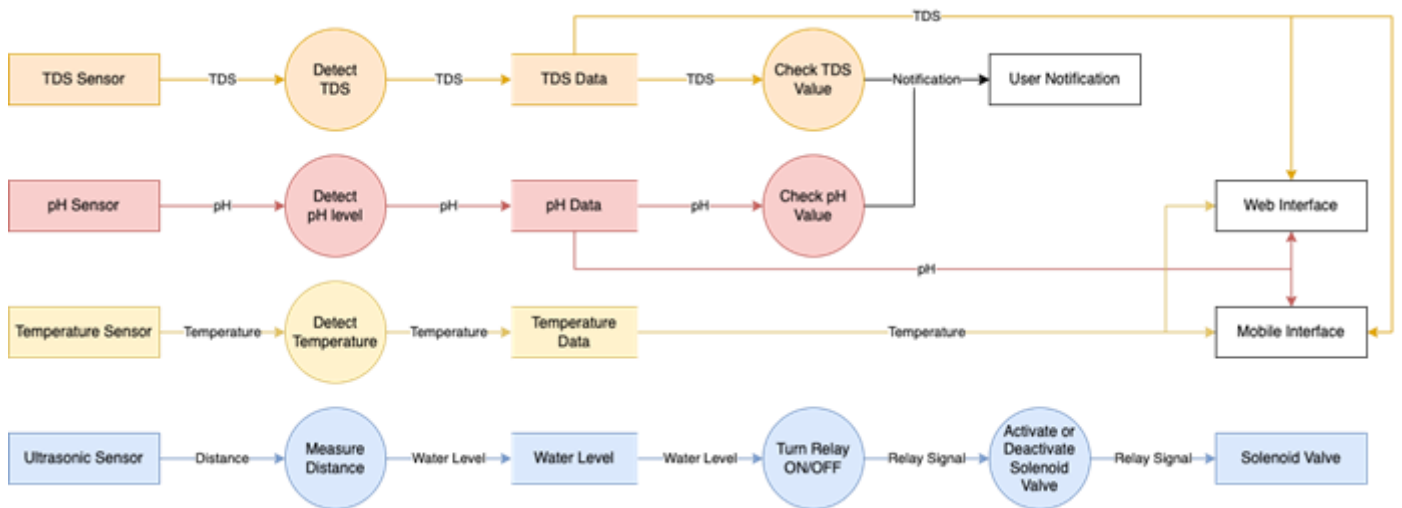 TDS
TDS Sensor
TDS
Detect
TDS
TDS
TDS Data
TDS
Check TDS
Value
Notification
User Notification
pH Sensor
pH
Detect
pH level
pH
pH Data
pH
Check pH
Value
Web Interface
pH
Temperature Sensor
Temperature
Detect
Temperature
Temperature
Temperature
Data
Temperature
Mobile Interface
Ultrasonic Sensor
Distance
Measure
Distance
Water Level
Water Level
Water Level
Turn Relay
ON/OFF
Relay Signal
Activate or
Deactivate
Solenoid
Valve
Relay Signal
Solenoid Valve